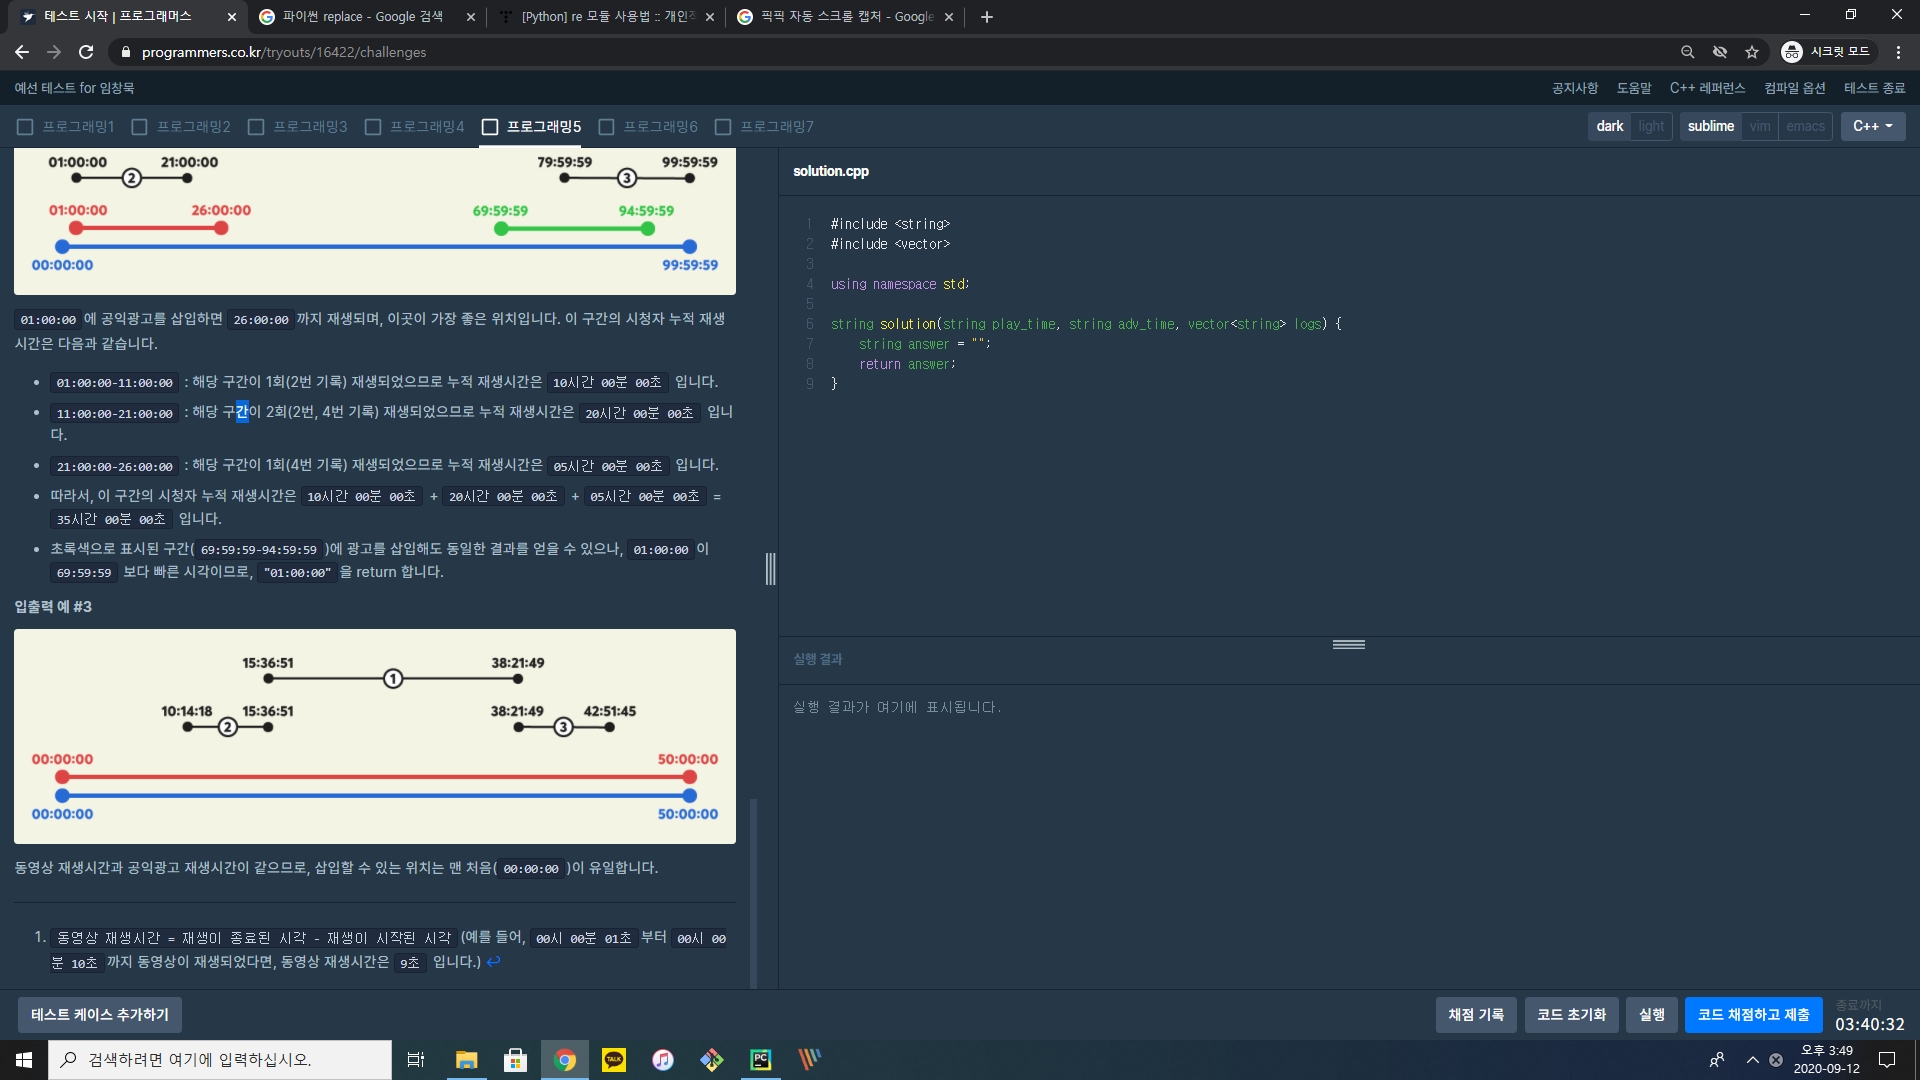 테스트 시작 | 프로그래머스
파이썬 replace - Google 검색
[Python] re 모듈 사용법 :: 개인적
픽픽 자동 스크롤 캡처 - Google
programmers.co.kr/tryouts/16422/challenges
시크릿 모드
예선 테스트 for 임창묵
공지사항 도움말 C++ 레퍼런스 컴파일 옵션 테스트 종료
프로그래밍1 프로그래밍2 프로그래밍3 프로그래밍4 프로그래밍5 프로그래밍6 프로그래밍7
dark light sublime vim emacs C++
01:00:00 21:00:00 79:59:59 99:59:59
2 3
01:00:00 26:00:00 69:59:59 94:59:59
00:00:00 99:59:59
01:00:00 에 공익광고를 삽입하면 26:00:00 까지 재생되며, 이곳이 가장 좋은 위치입니다. 이 구간의 시청자 누적 재생
시간은 다음과 같습니다.
01:00:00-11:00:00 : 해당 구간이 1회(2번 기록) 재생되었으므로 누적 재생시간은 10시간 00분 00초 입니다.
11:00:00-21:00:00 : 해당 구간이 2회(2번, 4번 기록) 재생되었으므로 누적 재생시간은 20시간 00분 00초 입니
다.
21:00:00-26:00:00 : 해당 구간이 1회(4번 기록) 재생되었으므로 누적 재생시간은 05시간 00분 00초 입니다.
따라서, 이 구간의 시청자 누적 재생시간은 10시간 00분 00초 + 20시간 00분 00초 + 05시간 00분 00초 =
35시간 00분 00초 입니다.
초록색으로 표시된 구간( 69:59:59-94:59:59 )에 광고를 삽입해도 동일한 결과를 얻을 수 있으나, 01:00:00 이
69:59:59 보다 빠른 시각이므로, "01:00:00" 을 return 합니다.
입출력 예 #3
15:36:51 38:21:49
1
10:14:18 15:36:51 38:21:49 42:51:45
2 3
00:00:00 50:00:00
00:00:00 50:00:00
동영상 재생시간과 공익광고 재생시간이 같으므로, 삽입할 수 있는 위치는 맨 처음( 00:00:00 )이 유일합니다.
1. 동영상 재생시간 = 재생이 종료된 시각 - 재생이 시작된 시각 (예를 들어, 00시 00분 01초 부터 00시 00
분 10초 까지 동영상이 재생되었다면, 동영상 재생시간은 9초 입니다.) ↩
solution.cpp
1 #include <string>
2 #include <vector>
3
4 using namespace std;
5
6 string solution(string play_time, string adv_time, vector<string> logs) {
7 string answer = "";
8 return answer;
9 }
실행 결과
실행 결과가 여기에 표시됩니다.
테스트 케이스 추가하기
채점 기록 코드 초기화 실행 코드 채점하고 제출
종료까지
03:40:32
검색하려면 여기에 입력하십시오.
TALK
PC
오후 3:49
2020-09-12